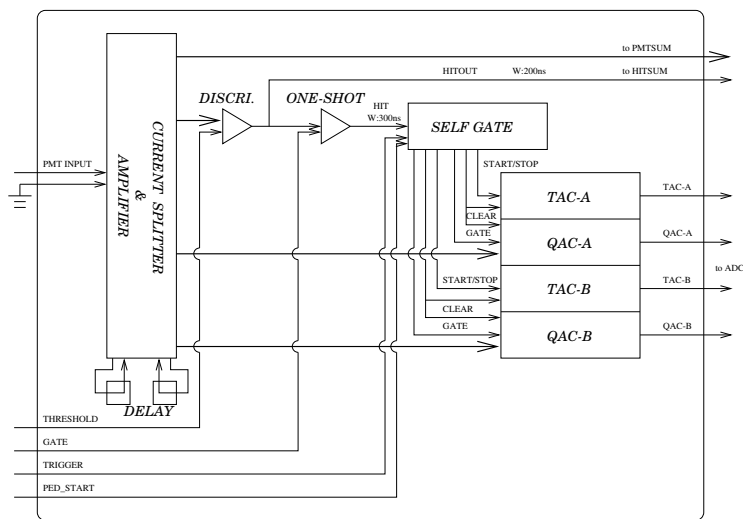 to PMTSUM
HITOUT W:200ns to HITSUM
DISCRI. ONE-SHOT
HIT
W:300ns
SELF GATE
CURRENT SPLITTER
&
AMPLIFIER
PMT INPUT
START/STOP
TAC-A TAC-A
CLEAR
GATE QAC-A QAC-A
to ADC
START/STOP TAC-B TAC-B
CLEAR
GATE QAC-B QAC-B
DELAY
THRESHOLD
GATE
TRIGGER
PED_START